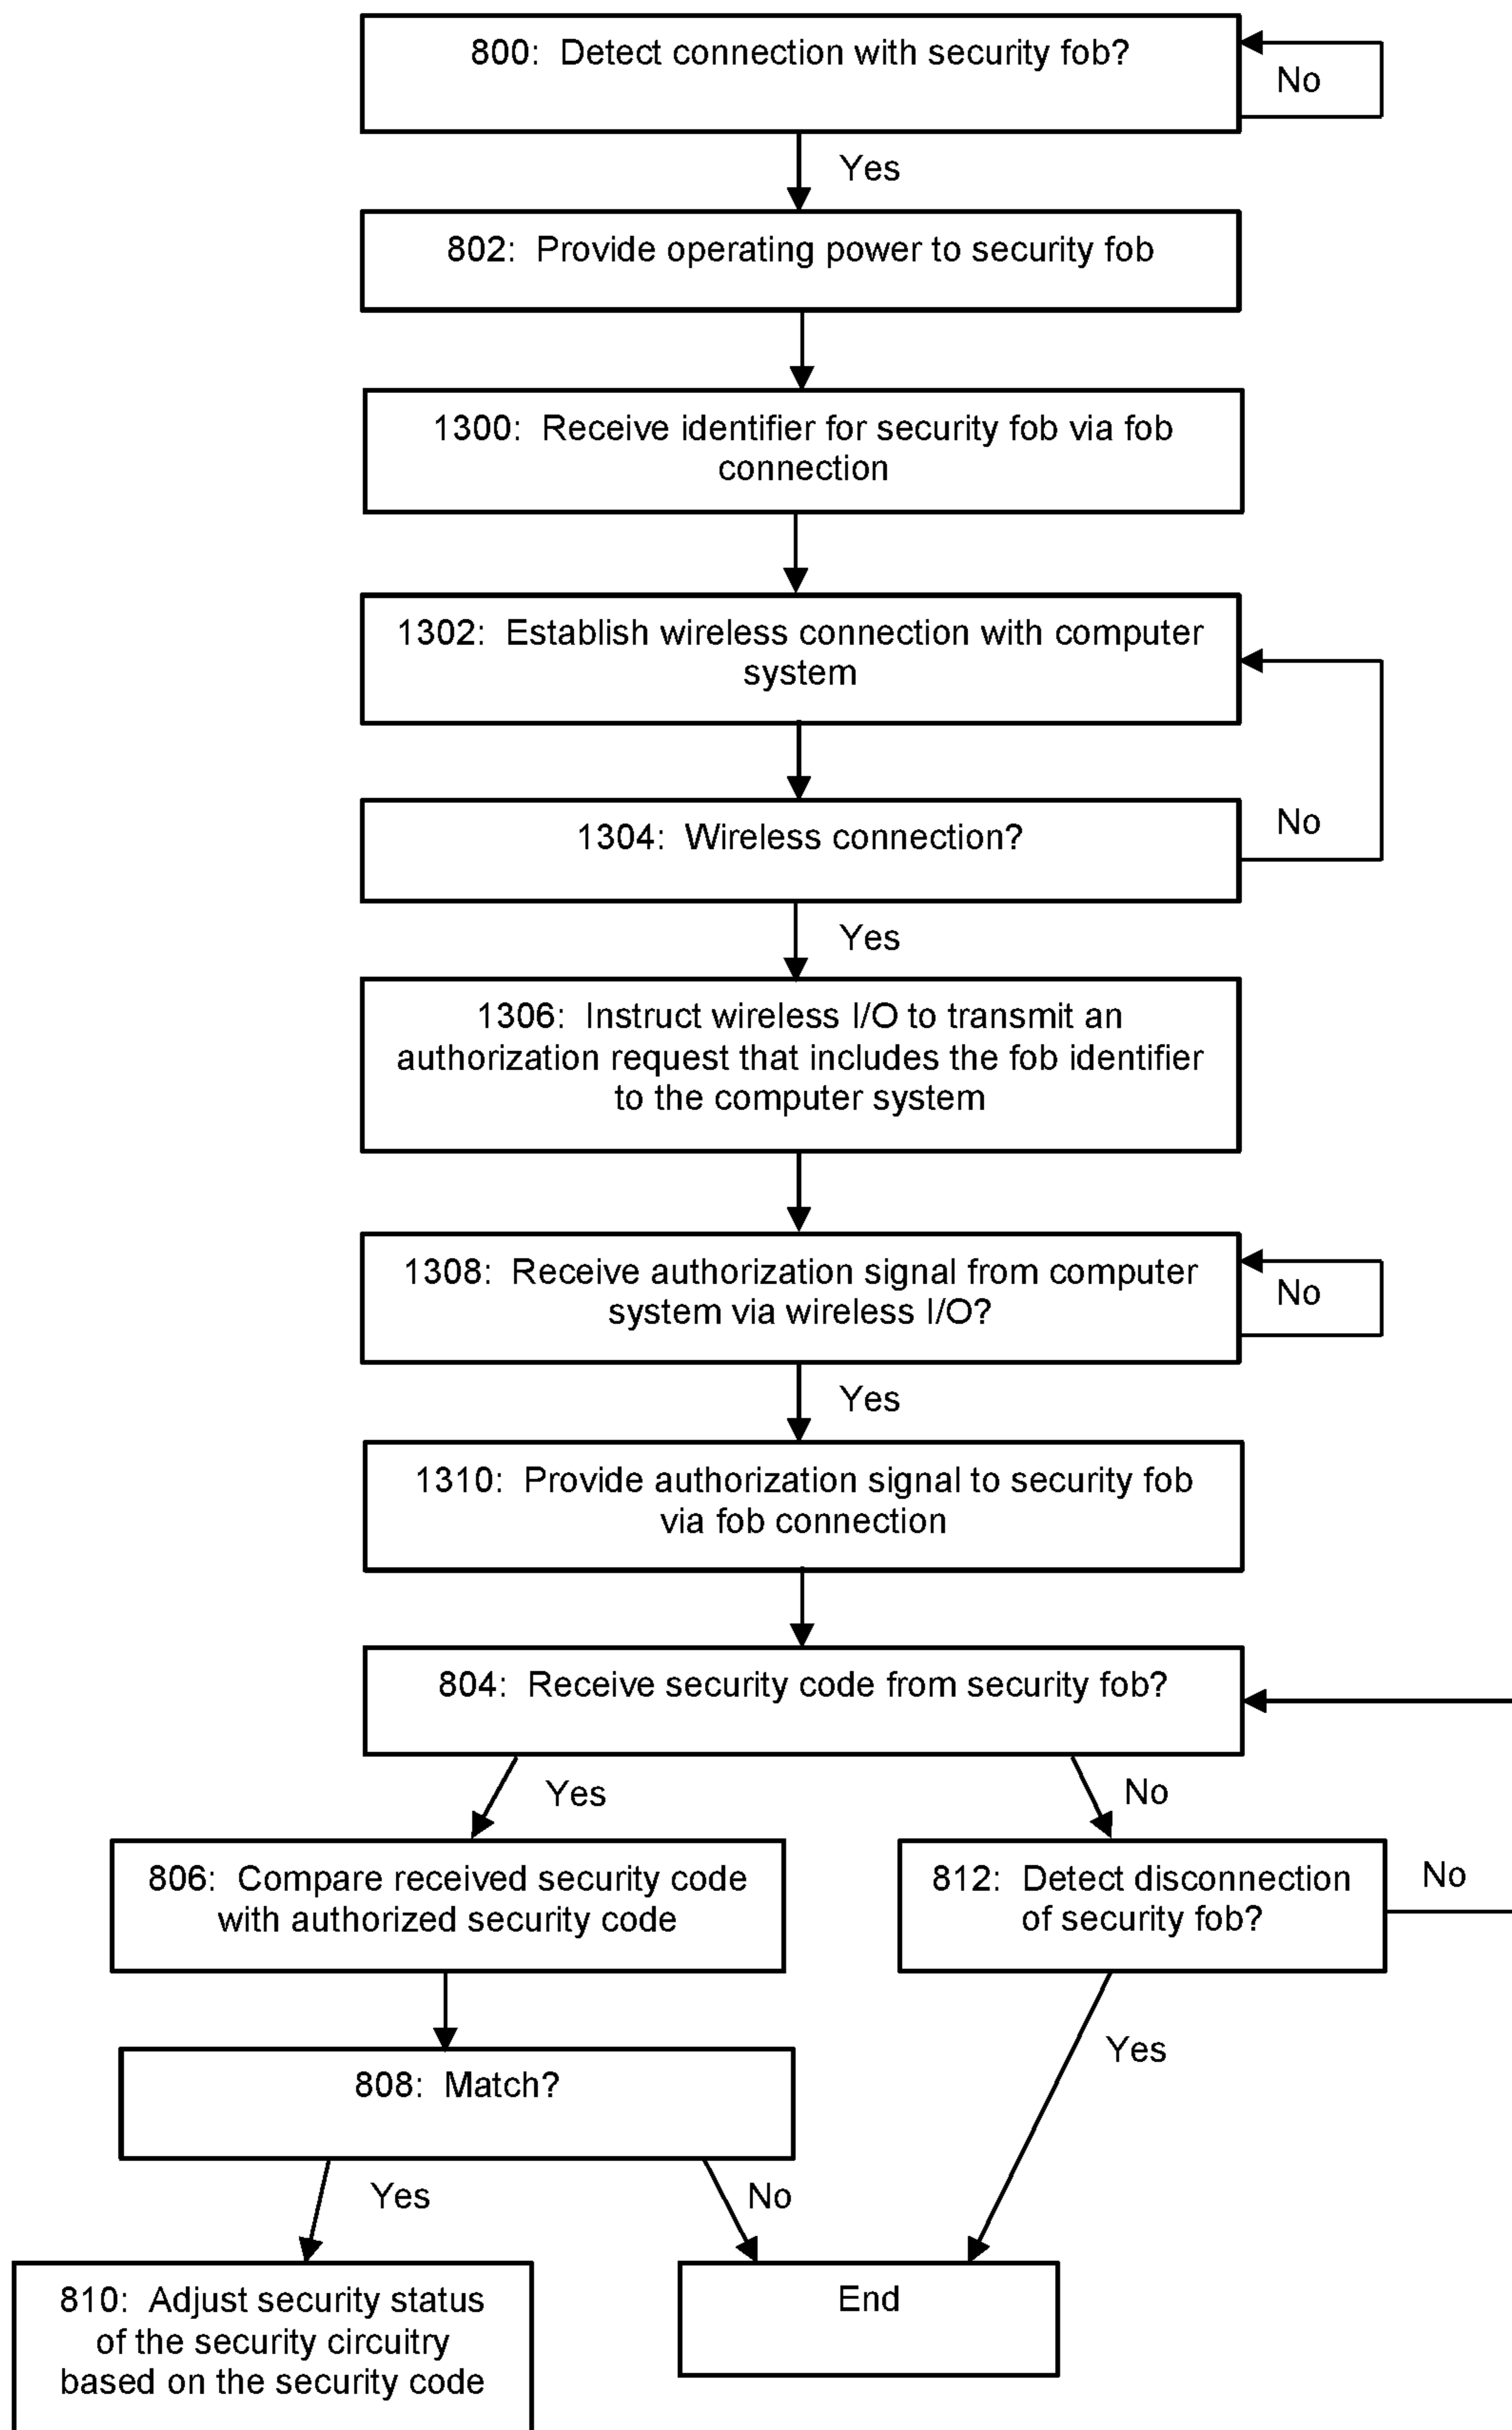 800: Detect connection with security fob?
No
Yes
802: Provide operating power to security fob
1300: Receive identifier for security fob via fob
connection
1302: Establish wireless connection with computer
system
1304: Wireless connection?
No
Yes
1306: Instruct wireless I/O to transmit an
authorization request that includes the fob identifier
to the computer system
1308: Receive authorization signal from computer
system via wireless I/O?
No
Yes
1310: Provide authorization signal to security fob
via fob connection
804: Receive security code from security fob?
Yes
No
806: Compare received security code
with authorized security code
812: Detect disconnection
of security fob?
No
Yes
808: Match?
Yes
No
810: Adjust security status
of the security circuitry
based on the security code
End